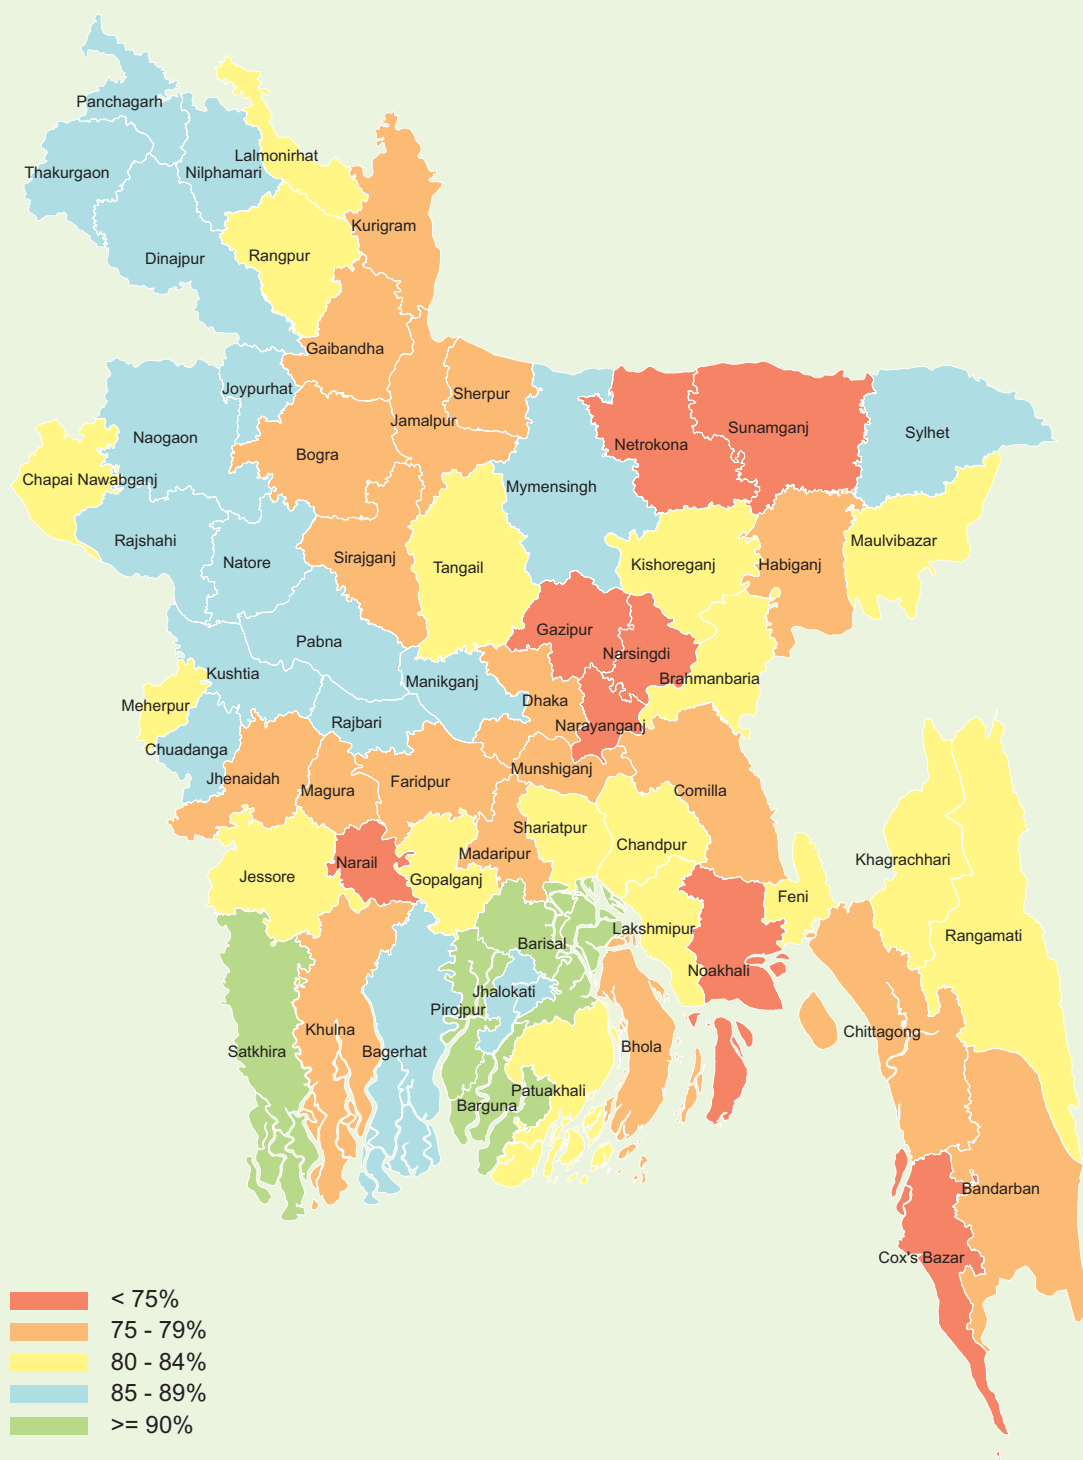 Panchagarh
Lalmonirhat
Thakurgaon
Nilphamari
Kurigram
Rangpur
Dinajpur
Gaibandha
Joypurhat
Sherpur
Jamalpur
Sunamganj
Sylhet
Naogaon
Netrokona
Bogra
Chapai Nawabganj
Mymensingh
Rajshahi
Maulvibazar
Sirajganj
Natore
Tangail
Kishoreganj
Habiganj
Gazipur
Pabna
Narsingdi
Kushtia
Manikganj
Brahmanbaria
Dhaka
Meherpur
Rajbari
Narayanganj
Chuadanga
Munshiganj
Jhenaidah
Faridpur
Magura
Comilla
Shariatpur
Chandpur
Madaripur
Khagrachhari
Narail
Jessore
Gopalganj
Feni
Lakshmipur
Rangamati
Barisal
Noakhali
Jhalokati
Pirojpur
Khulna
Chittagong
Satkhira
Bagerhat
Bhola
Patuakhali
Barguna
Bandarban
Cox's Bazar
< 75%
75 - 79%
80 - 84%
85 - 89%
>= 90%